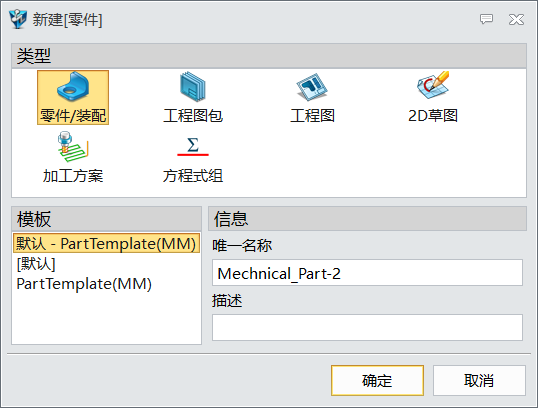 新建[零件]
类型
零件/装配
工程图包
工程图
2D草图
加工方案
Σ
方程式组
模板
默认 - PartTemplate(MM)
[默认]
PartTemplate(MM)
信息
唯一名称
Mechnical_Part-2
描述
确定
取消